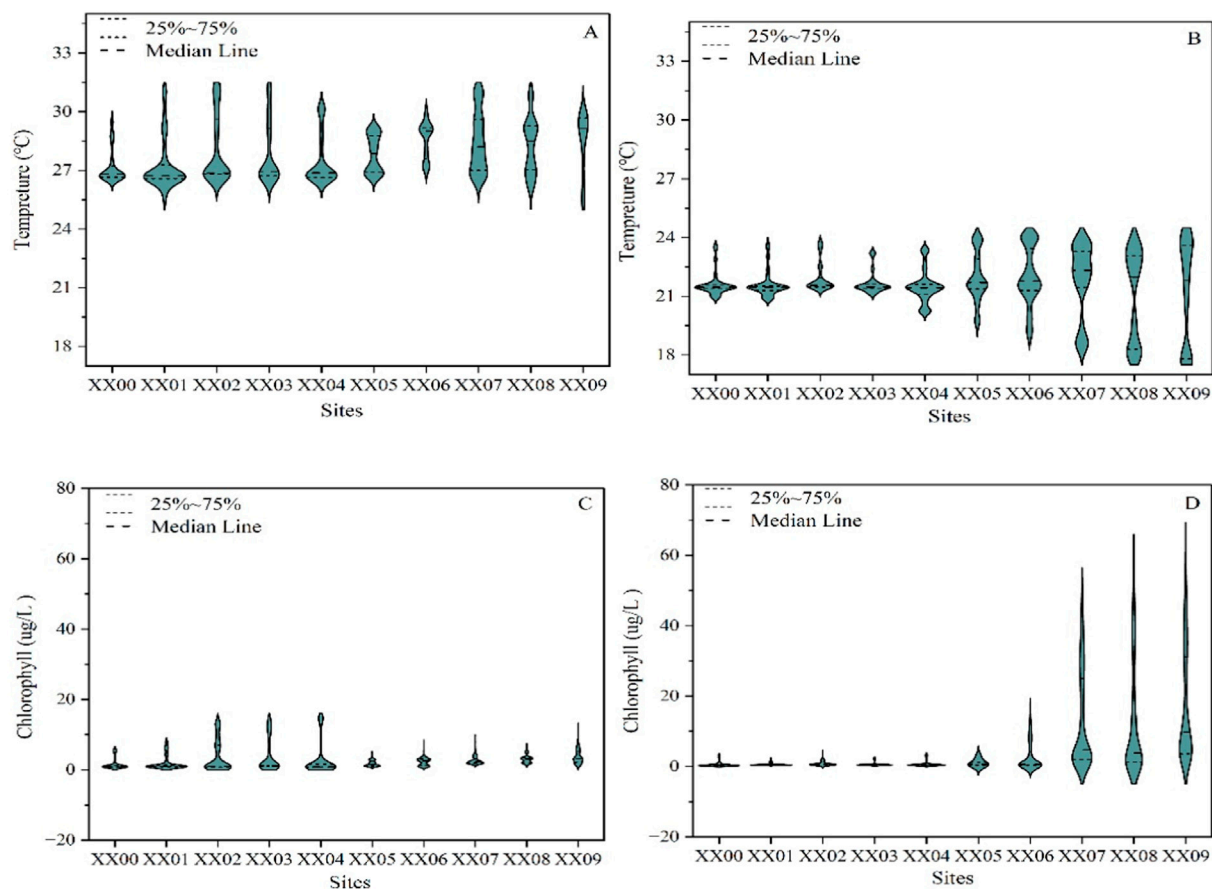 A
25%~75%
Median Line
33
30
27
24
21
18
Tempreture (℃)
XX00 XX01 XX02 XX03 XX04 XX05 XX06 XX07 XX08 XX09
Sites
B
25%~75%
Median Line
33
30
27
24
21
18
Tempreture (℃)
XX00 XX01 XX02 XX03 XX04 XX05 XX06 XX07 XX08 XX09
Sites
C
25%~75%
Median Line
80
60
40
20
0
−20
Chlorophyll (ug/L )
XX00 XX01 XX02 XX03 XX04 XX05 XX06 XX07 XX08 XX09
Sites
D
25%~75%
Median Line
80
60
40
20
0
−20
Chlorophyll (ug/L )
XX00 XX01 XX02 XX03 XX04 XX05 XX06 XX07 XX08 XX09
Sites